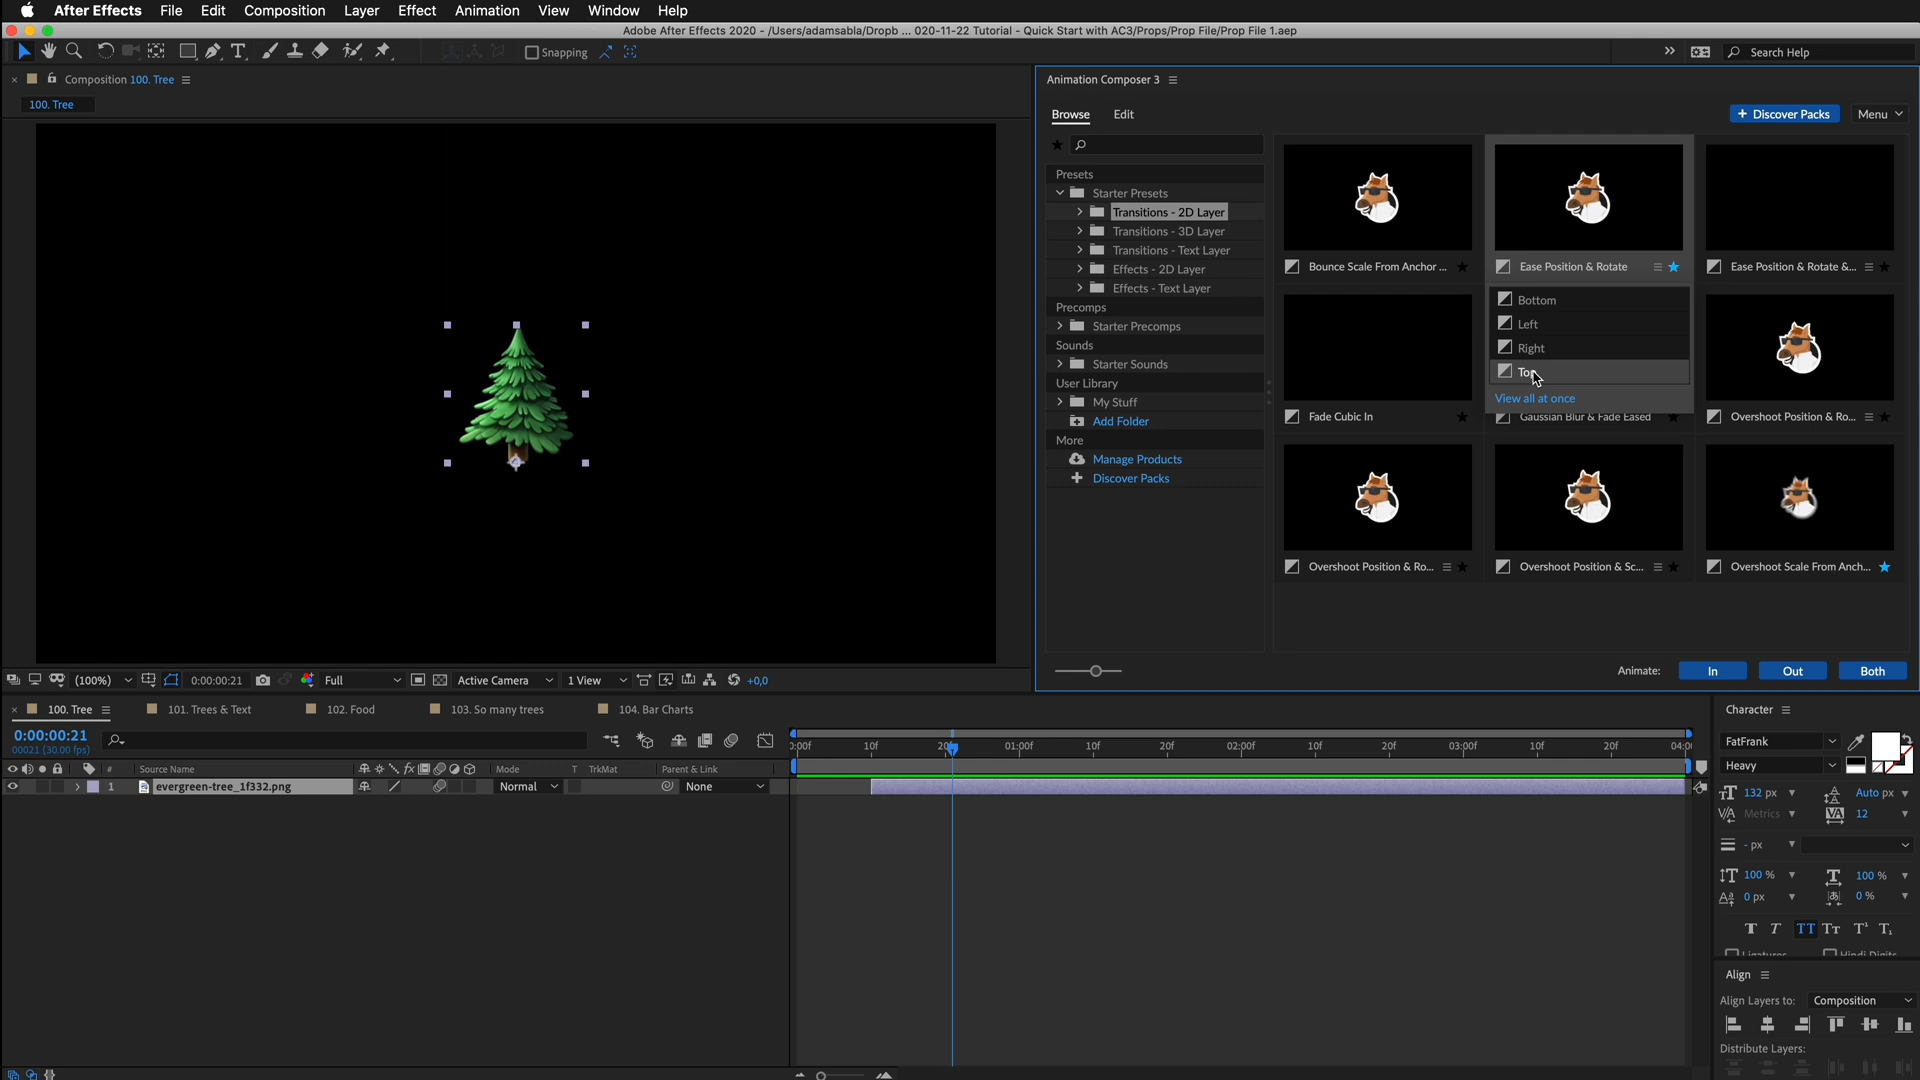 After Effects File Edit Composition Layer Effect Animation View Window Help
Adobe After Effects 2020 - /Users/adamsabla/Dropb ... 020-11-22 Tutorial - Quick Start with AC3/Props/Prop File/Prop File 1.aep
Snapping
Search Help
Composition 100. Tree
100. Tree
Animation Composer 3
Browse Edit
+ Discover Packs Menu
Presets
Starter Presets
Transitions - 2D Layer
Transitions - 3D Layer
Transitions - Text Layer
Effects - 2D Layer
Effects - Text Layer
Precomps
Starter Precomps
Sounds
Starter Sounds
User Library
My Stuff
Add Folder
More
Manage Products
Discover Packs
Bounce Scale From Anchor ...
Ease Position & Rotate
Ease Position & Rotate &...
Bottom
Left
Right
Top
View all at once
Fade Cubic In
Gaussian Blur & Fade Eased
Overshoot Position & Ro...
Overshoot Position & Ro...
Overshoot Position & Sc...
Overshoot Scale From Anch...
Animate: In Out Both
(100%) 0:00:00:21 Full Active Camera 1 View +0,0
100. Tree 101. Trees & Text 102. Food 103. So many trees 104. Bar Charts
0:00:00:21
00021 (30.00 fps)
# Source Name Mode T TrkMat Parent & Link
1 evergreen-tree_1f332.png Normal None
0:00f 10f 20f 01:00f 10f 20f 02:00f 10f 20f 03:00f 10f 20f 04:0
Character
FatFrank
Heavy
132 px Auto px
Metrics 12
- px
100 % 100 %
0 px 0 %
T T TT Tt T¹ T₁
Ligatures Hindi Digits
Align
Align Layers to: Composition
Distribute Layers: